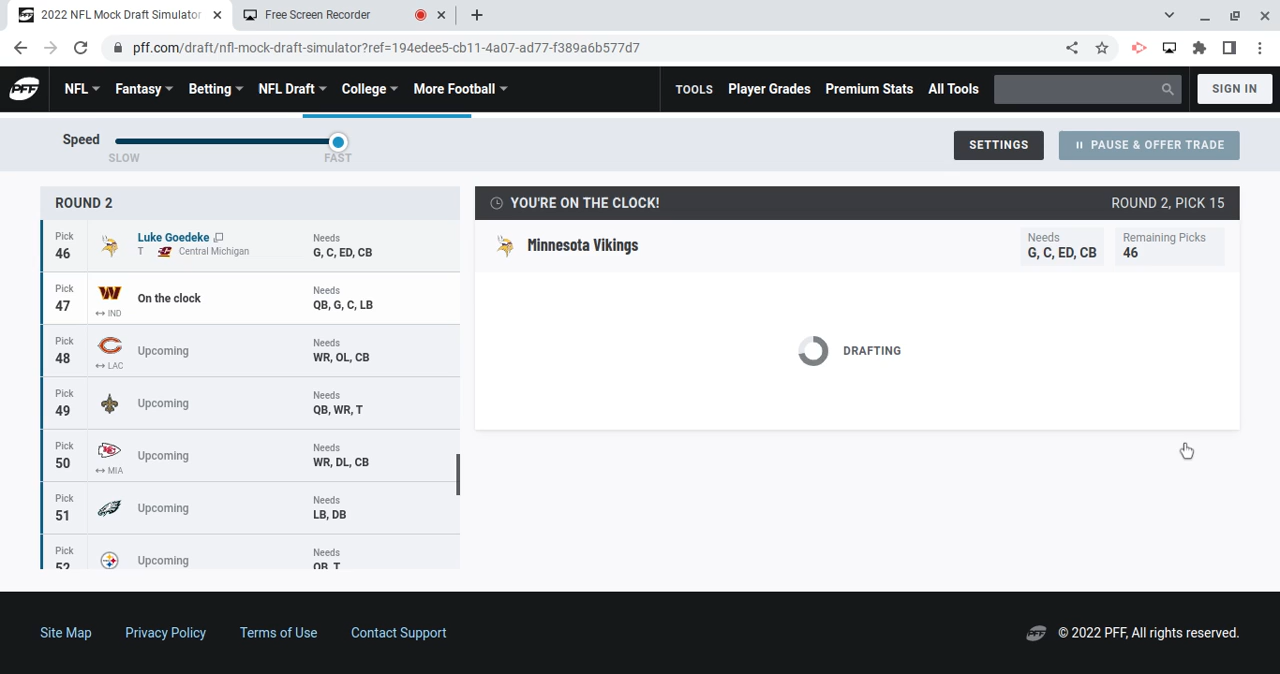 2022 NFL Mock Draft Simulator
Free Screen Recorder
pff.com/draft/nfl-mock-draft-simulator?ref=194edee5-cb11-4a07-ad77-f389a6b577d7
PFF
NFL
Fantasy
Betting
NFL Draft
College
More Football
TOOLS
Player Grades
Premium Stats
All Tools
SIGN IN
Speed
SLOW
FAST
SETTINGS
PAUSE & OFFER TRADE
ROUND 2
Pick
46
Luke Goedeke
T
Central Michigan
Needs
G, C, ED, CB
Pick
47
↔ IND
On the clock
Needs
QB, G, C, LB
Pick
48
↔ LAC
Upcoming
Needs
WR, OL, CB
Pick
49
Upcoming
Needs
QB, WR, T
Pick
50
↔ MIA
Upcoming
Needs
WR, DL, CB
Pick
51
Upcoming
Needs
LB, DB
Pick
52
Upcoming
Needs
QB, T
YOU'RE ON THE CLOCK!
ROUND 2, PICK 15
Minnesota Vikings
Needs
G, C, ED, CB
Remaining Picks
46
DRAFTING
Site Map
Privacy Policy
Terms of Use
Contact Support
PFF
© 2022 PFF, All rights reserved.